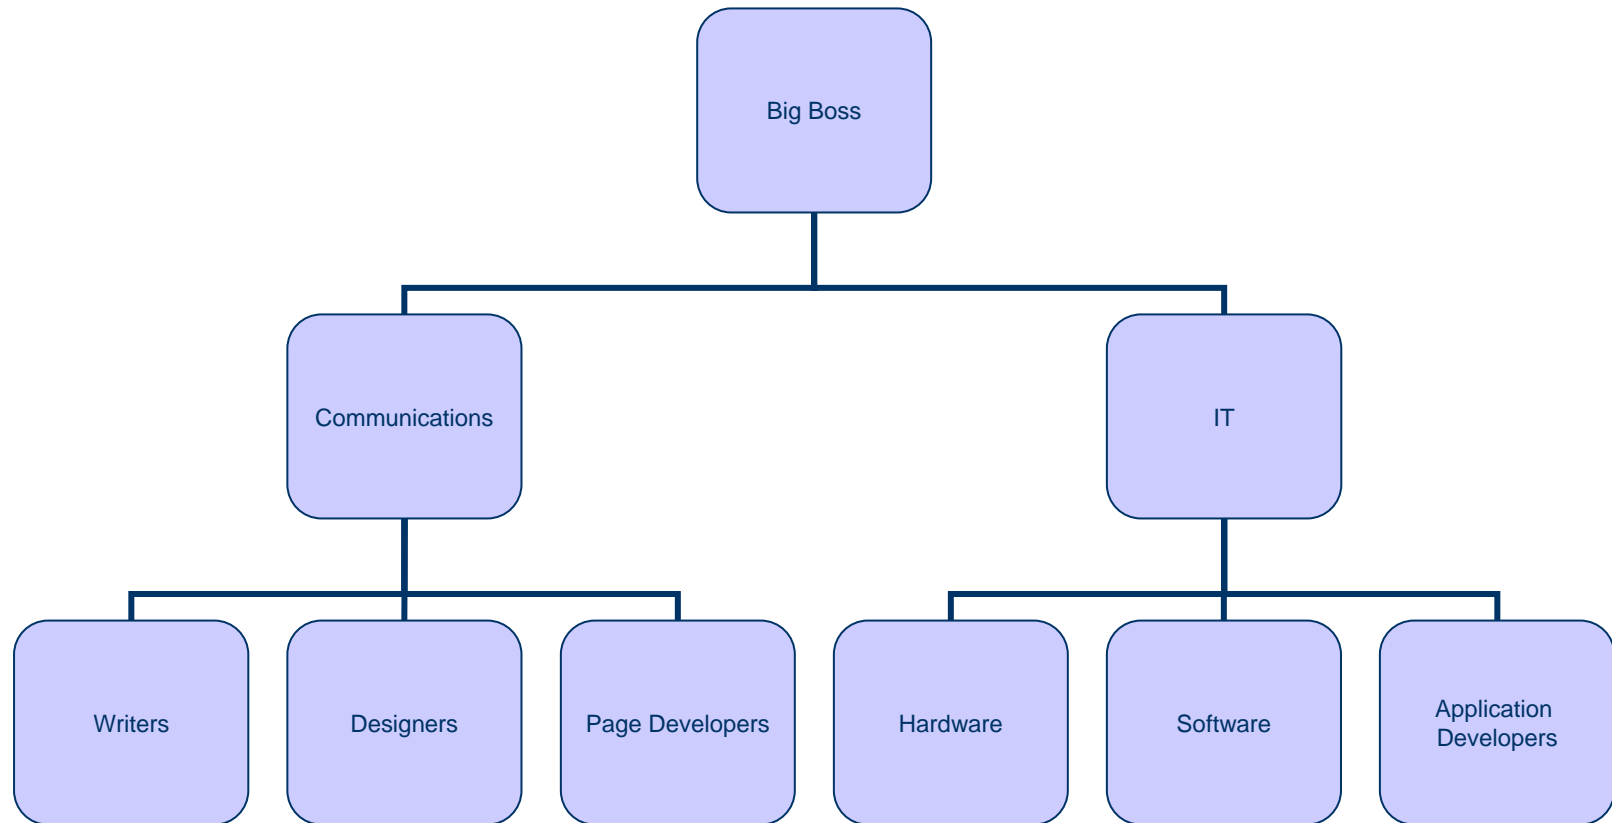 Big Boss
Communications
IT
Writers
Designers
Page Developers
Hardware
Software
Application
Developers